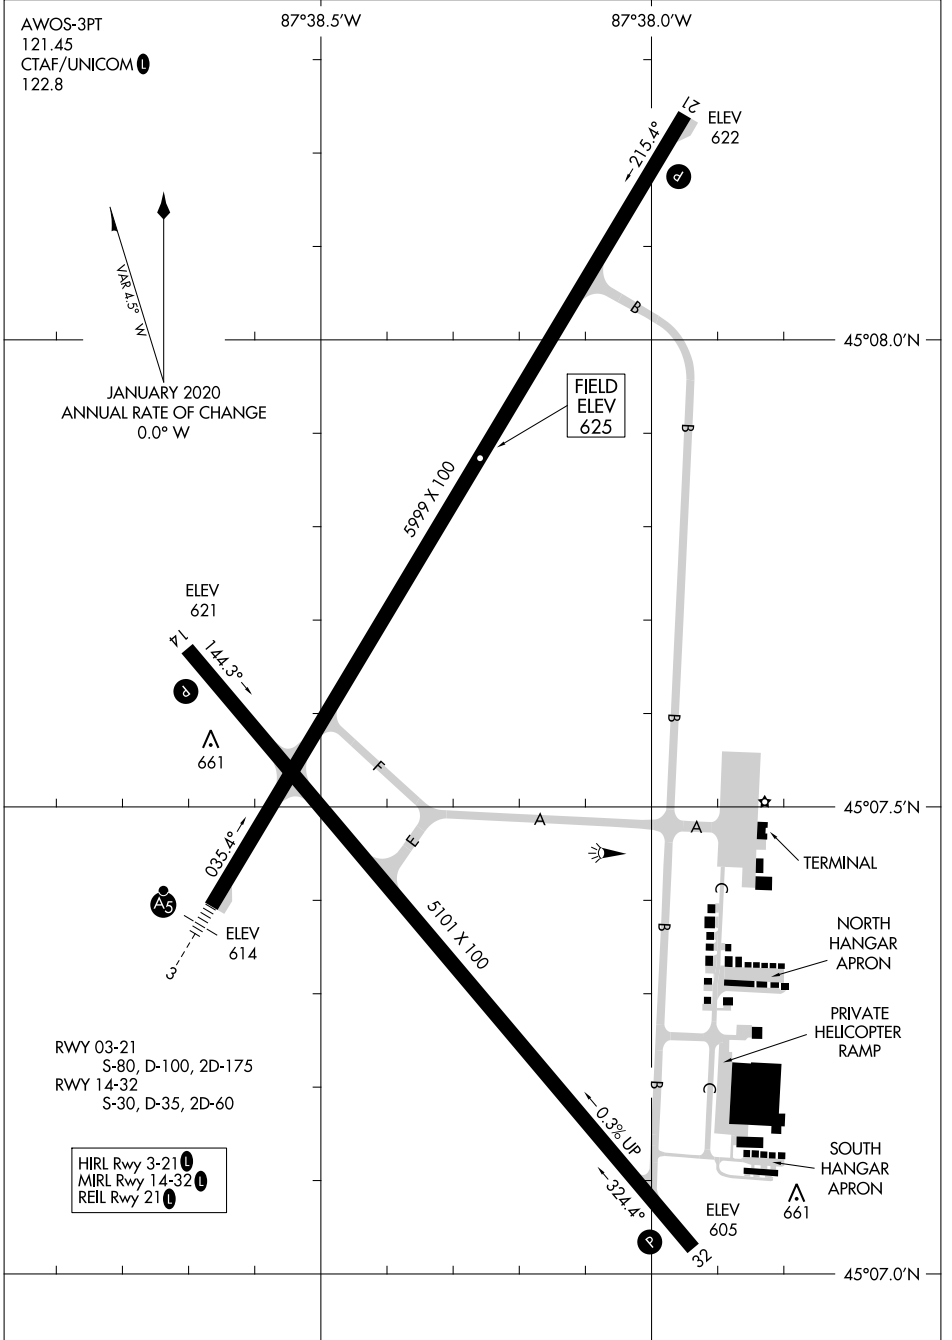 AWOS-3PT
121.45
CTAF/UNICOM L
122.8
87°38.5'W
87°38.0'W
21
ELEV
622
215.4°
P
VAR 4.5° W
JANUARY 2020
ANNUAL RATE OF CHANGE
0.0° W
B
45°08.0'N
FIELD
ELEV
625
B
5999 X 100
ELEV
621
14
144.3°
P
661
B
F
45°07.5'N
A
A
E
035.4°
TERMINAL
A5
C
ELEV
614
3
5101 X 100
B
NORTH
HANGAR
APRON
PRIVATE
HELICOPTER
RAMP
RWY 03-21
S-80, D-100, 2D-175
RWY 14-32
S-30, D-35, 2D-60
B
C
0.3% UP
HIRL Rwy 3-21 L
MIRL Rwy 14-32 L
REIL Rwy 21 L
SOUTH
HANGAR
APRON
661
324.4°
ELEV
605
P
32
45°07.0'N